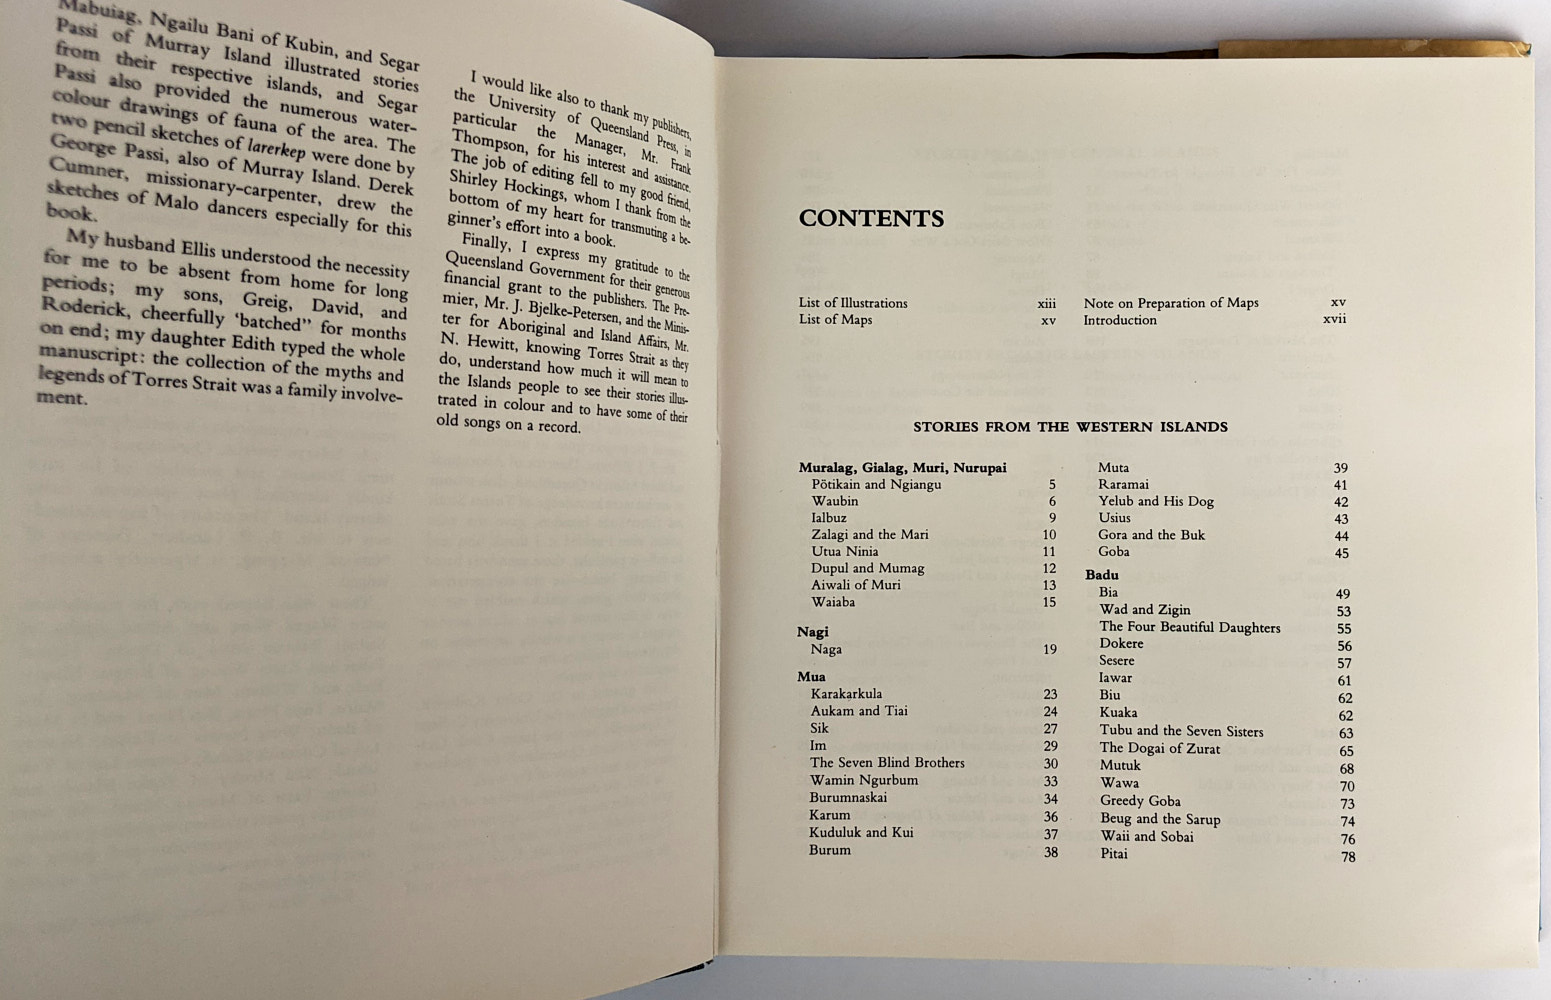 Mabuiag, Ngailu Bani of Kubin, and Segar
Passi of Murray Island illustrated stories
from their respective islands, and Segar
Passi also provided the numerous water-
colour drawings of fauna of the area. The
two pencil sketches of larerkep were done by
George Passi, also of Murray Island. Derek
Cumner, missionary-carpenter, drew the
sketches of Malo dancers especially for this
book.
My husband Ellis understood the necessity
for me to be absent from home for long
periods; my sons, Greig, David, and
Roderick, cheerfully 'batched" for months
on end; my daughter Edith typed the whole
manuscript: the collection of the myths and
legends of Torres Strait was a family involve-
ment.
I would like also to thank my publishers,
the University of Queensland Press, in
particular the Manager, Mr. Frank
Thompson, for his interest and assistance.
The job of editing fell to my good friend,
Shirley Hockings, whom I thank from the
bottom of my heart for transmuting a be-
ginner's effort into a book.
Finally, I express my gratitude to the
Queensland Government for their generous
financial grant to the publishers. The Pre-
mier, Mr. J. Bjelke-Petersen, and the Minis-
ter for Aboriginal and Island Affairs, Mr.
N. Hewitt, knowing Torres Strait as they
do, understand how much it will mean to
the Islands people to see their stories illus-
trated in colour and to have some of their
old songs on a record.
CONTENTS
List of Illustrations xiii
List of Maps xv
Note on Preparation of Maps xv
Introduction xvii
STORIES FROM THE WESTERN ISLANDS
Muralag, Gialag, Muri, Nurupai
Pötikain and Ngiangu 5
Waubin 6
Ialbuz 9
Zalagi and the Mari 10
Utua Ninia 11
Dupul and Mumag 12
Aiwali of Muri 13
Waiaba 15
Nagi
Naga 19
Mua
Karakarkula 23
Aukam and Tiai 24
Sik 27
Im 29
The Seven Blind Brothers 30
Wamin Ngurbum 33
Burumnaskai 34
Karum 36
Kuduluk and Kui 37
Burum 38
Muta 39
Raramai 41
Yelub and His Dog 42
Usius 43
Gora and the Buk 44
Goba 45
Badu
Bia 49
Wad and Zigin 53
The Four Beautiful Daughters 55
Dokere 56
Sesere 57
Iawar 61
Biu 62
Kuaka 62
Tubu and the Seven Sisters 63
The Dogai of Zurat 65
Mutuk 68
Wawa 70
Greedy Goba 73
Beug and the Sarup 74
Waii and Sobai 76
Pitai 78